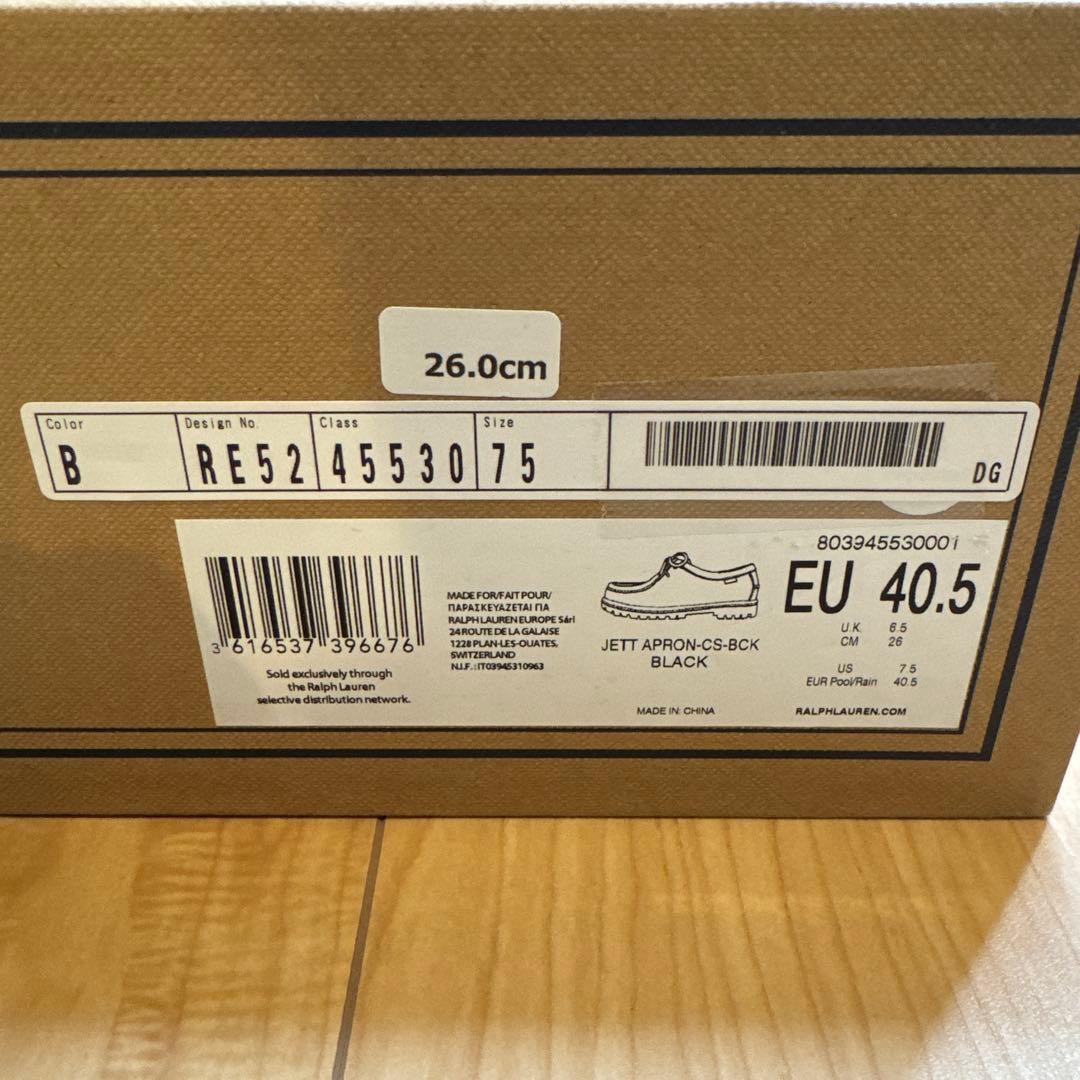 26.0cm
Color
B
Design No.
RE52
Class
45530
Size
75
DG
3 616537 396676
Sold exclusively through
the Ralph Lauren
selective distribution network.
MADE FOR/FAIT POUR/
ΠΑΡΑΣΚΕΥΑΖΕΤΑΙ ΓΙΑ
RALPH LAUREN EUROPE Sàrl
24 ROUTE DE LA GALAISE
1228 PLAN-LES-OUATES,
SWITZERLAND
N.I.F.: IT03945310963
JETT APRON-CS-BCK
BLACK
MADE IN: CHINA
803945530001
EU 40.5
U.K. 6.5
CM 26
US 7.5
EUR Pool/Rain 40.5
RALPHLAUREN.COM